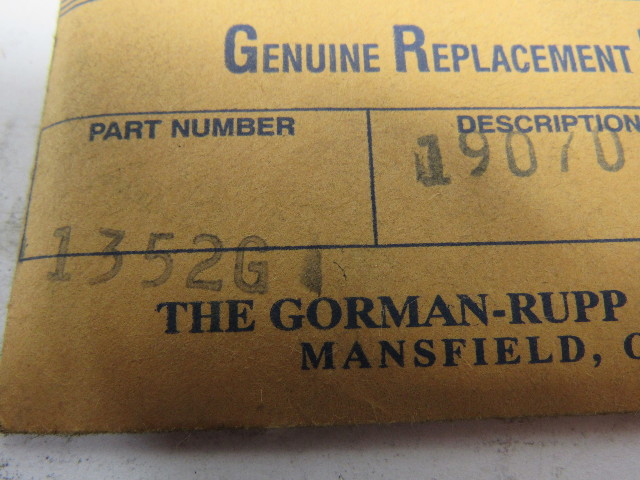 GENUINE REPLACEMENT
PART NUMBER
DESCRIPTION
19070
1352G
THE GORMAN-RUPP
MANSFIELD,